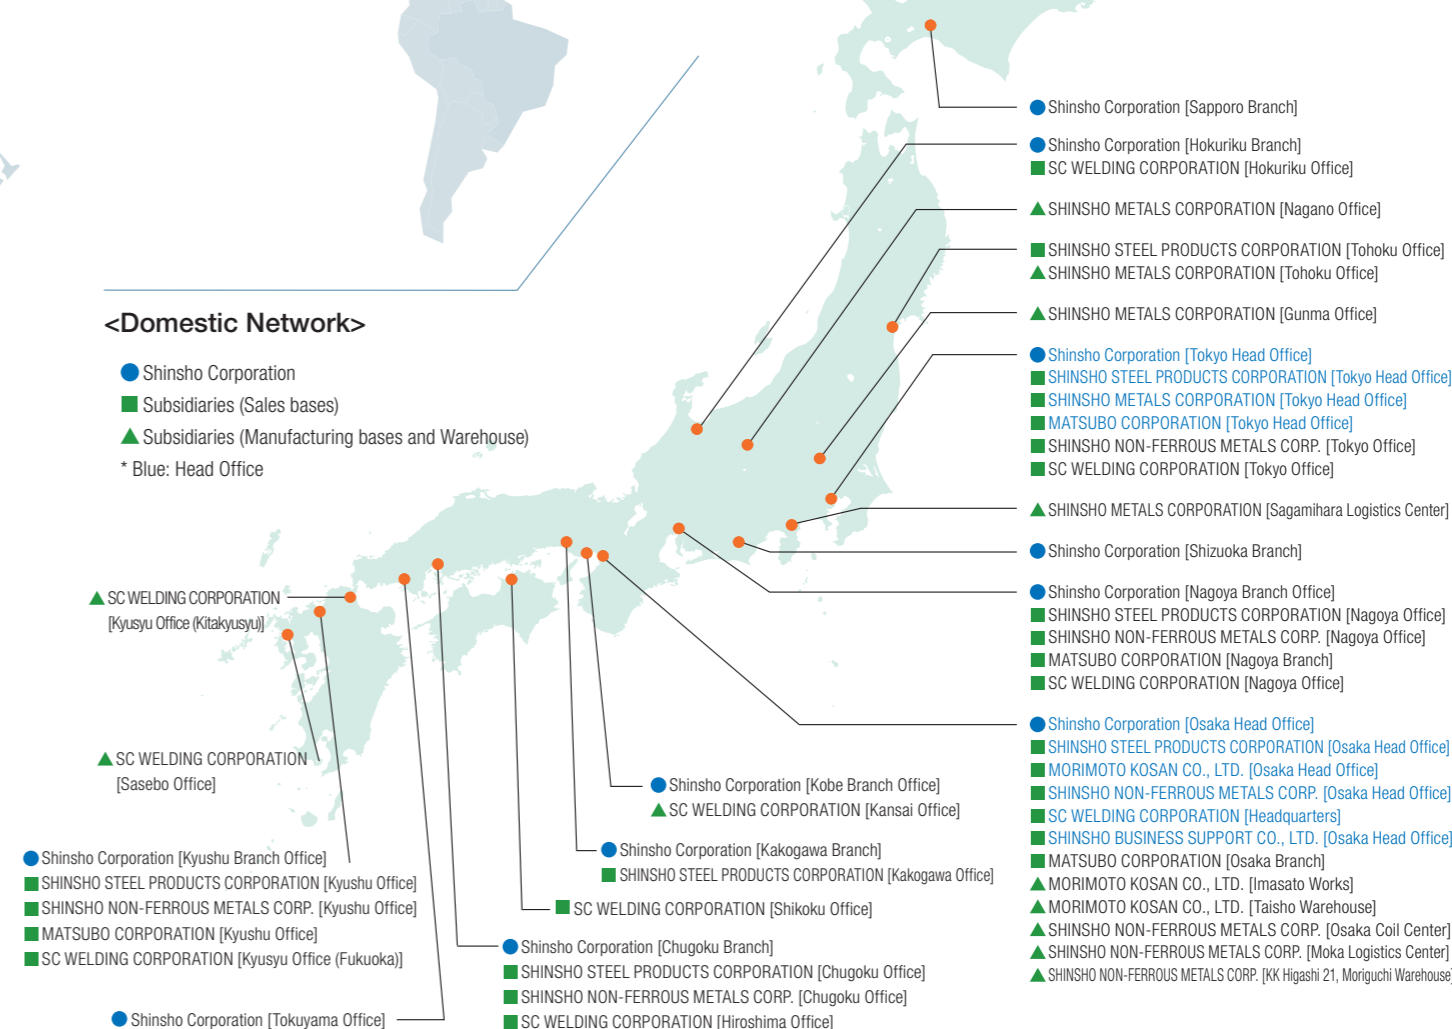 Shinsho Corporation [Sapporo Branch]
Shinsho Corporation [Hokuriku Branch]
SC WELDING CORPORATION [Hokuriku Office]
SHINSHO METALS CORPORATION [Nagano Office]
SHINSHO STEEL PRODUCTS CORPORATION [Tohoku Office]
SHINSHO METALS CORPORATION [Tohoku Office]
SHINSHO METALS CORPORATION [Gunma Office]
<Domestic Network>
Shinsho Corporation
Subsidiaries (Sales bases)
Subsidiaries (Manufacturing bases and Warehouse)
* Blue: Head Office
Shinsho Corporation [Tokyo Head Office]
SHINSHO STEEL PRODUCTS CORPORATION [Tokyo Head Office]
SHINSHO METALS CORPORATION [Tokyo Head Office]
MATSUBO CORPORATION [Tokyo Head Office]
SHINSHO NON-FERROUS METALS CORP. [Tokyo Office]
SC WELDING CORPORATION [Tokyo Office]
SHINSHO METALS CORPORATION [Sagamihara Logistics Center]
Shinsho Corporation [Shizuoka Branch]
Shinsho Corporation [Nagoya Branch Office]
SHINSHO STEEL PRODUCTS CORPORATION [Nagoya Office]
SHINSHO NON-FERROUS METALS CORP. [Nagoya Office]
MATSUBO CORPORATION [Nagoya Branch]
SC WELDING CORPORATION [Nagoya Office]
Shinsho Corporation [Osaka Head Office]
SHINSHO STEEL PRODUCTS CORPORATION [Osaka Head Office]
MORIMOTO KOSAN CO., LTD. [Osaka Head Office]
SHINSHO NON-FERROUS METALS CORP. [Osaka Head Office]
SC WELDING CORPORATION [Headquarters]
SHINSHO BUSINESS SUPPORT CO., LTD. [Osaka Head Office]
MATSUBO CORPORATION [Osaka Branch]
MORIMOTO KOSAN CO., LTD. [Imasato Works]
MORIMOTO KOSAN CO., LTD. [Taisho Warehouse]
SHINSHO NON-FERROUS METALS CORP. [Osaka Coil Center]
SHINSHO NON-FERROUS METALS CORP. [Moka Logistics Center]
SHINSHO NON-FERROUS METALS CORP. [KK Higashi 21, Moriguchi Warehouse]
SC WELDING CORPORATION
[Kyusyu Office (Kitakyusyu)]
SC WELDING CORPORATION
[Sasebo Office]
Shinsho Corporation [Kobe Branch Office]
SC WELDING CORPORATION [Kansai Office]
Shinsho Corporation [Kakogawa Branch]
SHINSHO STEEL PRODUCTS CORPORATION [Kakogawa Office]
SC WELDING CORPORATION [Shikoku Office]
Shinsho Corporation [Kyushu Branch Office]
SHINSHO STEEL PRODUCTS CORPORATION [Kyushu Office]
SHINSHO NON-FERROUS METALS CORP. [Kyushu Office]
MATSUBO CORPORATION [Kyushu Office]
SC WELDING CORPORATION [Kyusyu Office (Fukuoka)]
Shinsho Corporation [Chugoku Branch]
SHINSHO STEEL PRODUCTS CORPORATION [Chugoku Office]
SHINSHO NON-FERROUS METALS CORP. [Chugoku Office]
SC WELDING CORPORATION [Hiroshima Office]
Shinsho Corporation [Tokuyama Office]